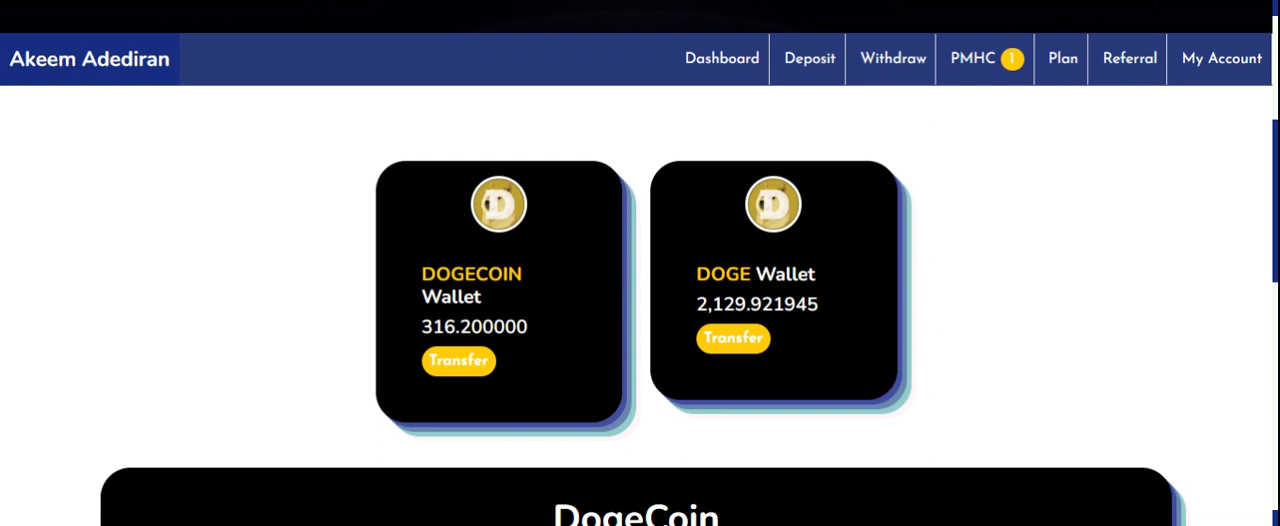 Akeem Adediran
Dashboard Deposit Withdraw PMHC 1 Plan Referral My Account
DOGECOIN
Wallet
316.200000
Transfer
DOGE Wallet
2,129.921945
Transfer
DogeCoin